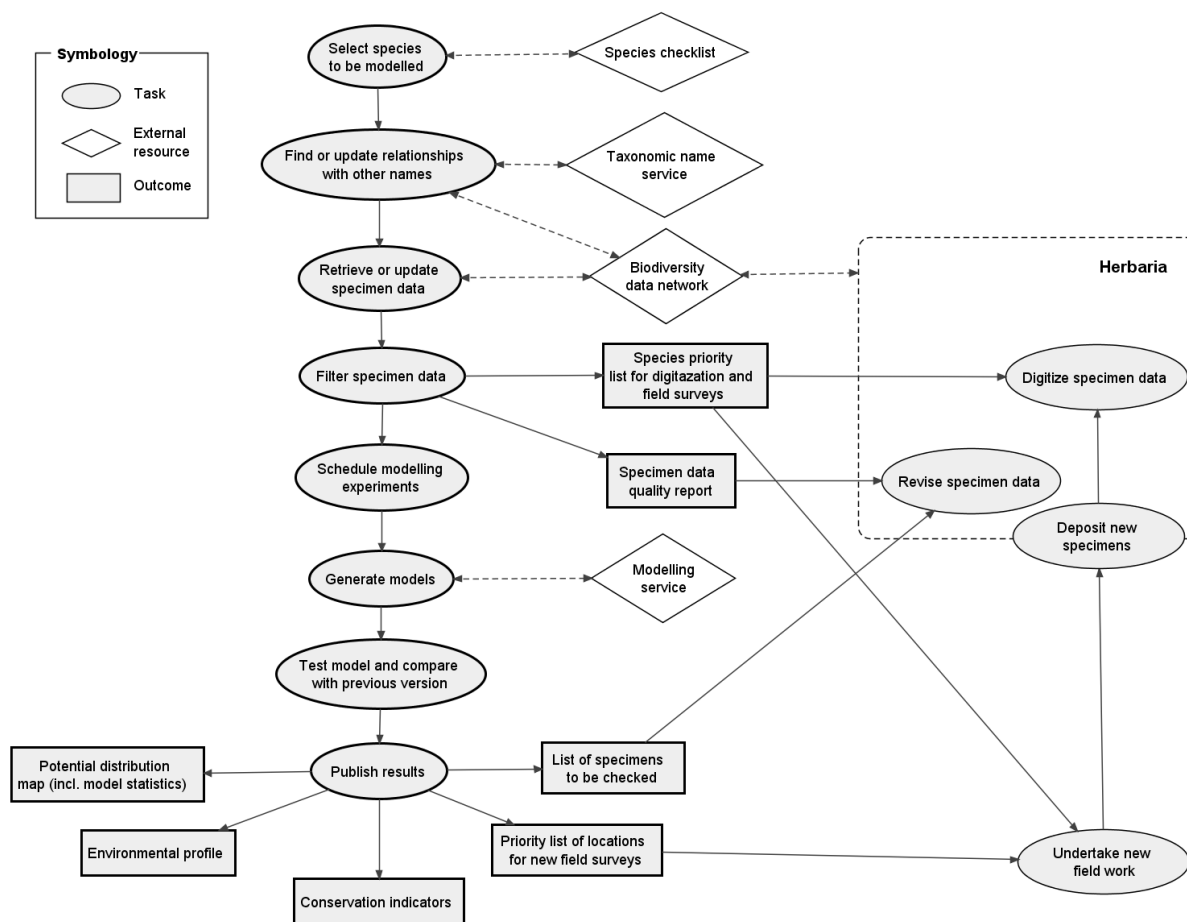 Symbology
Task
External
resource
Outcome
Select species
to be modelled
Species checklist
Find or update relationships
with other names
Taxonomic name
service
Retrieve or update
specimen data
Biodiversity
data network
Herbaria
Filter specimen data
Species priority
list for digitazation and
field surveys
Digitize specimen data
Schedule modelling
experiments
Specimen data
quality report
Revise specimen data
Deposit new
specimens
Generate models
Modelling
service
Test model and compare
with previous version
Potential distribution
map (incl. model statistics)
Publish results
List of specimens
to be checked
Environmental profile
Priority list of locations
for new field surveys
Undertake new
field work
Conservation indicators